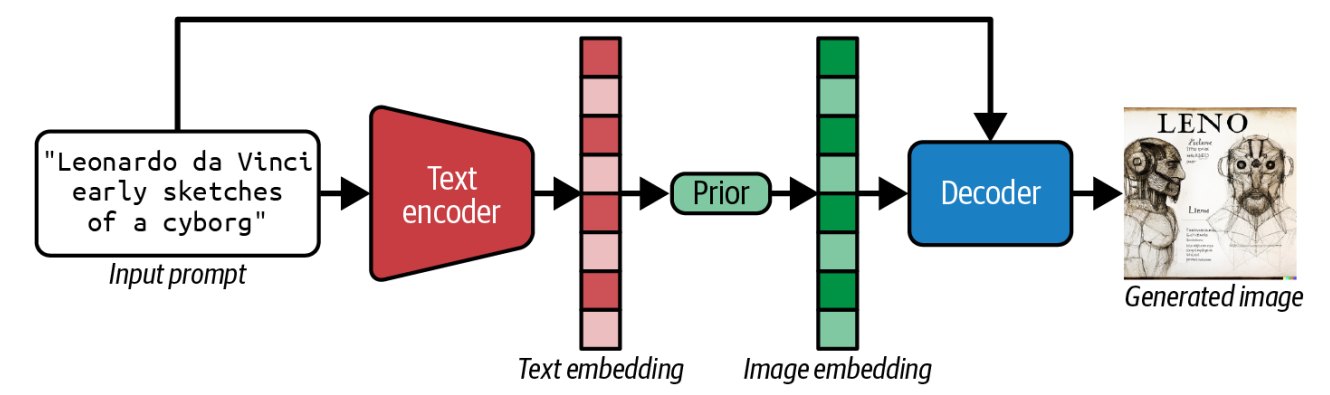 "Leonardo da Vinci
early sketches
of a cyborg"
Input prompt
Text
encoder
Text embedding
Prior
Image embedding
Decoder
LENO
Generated image